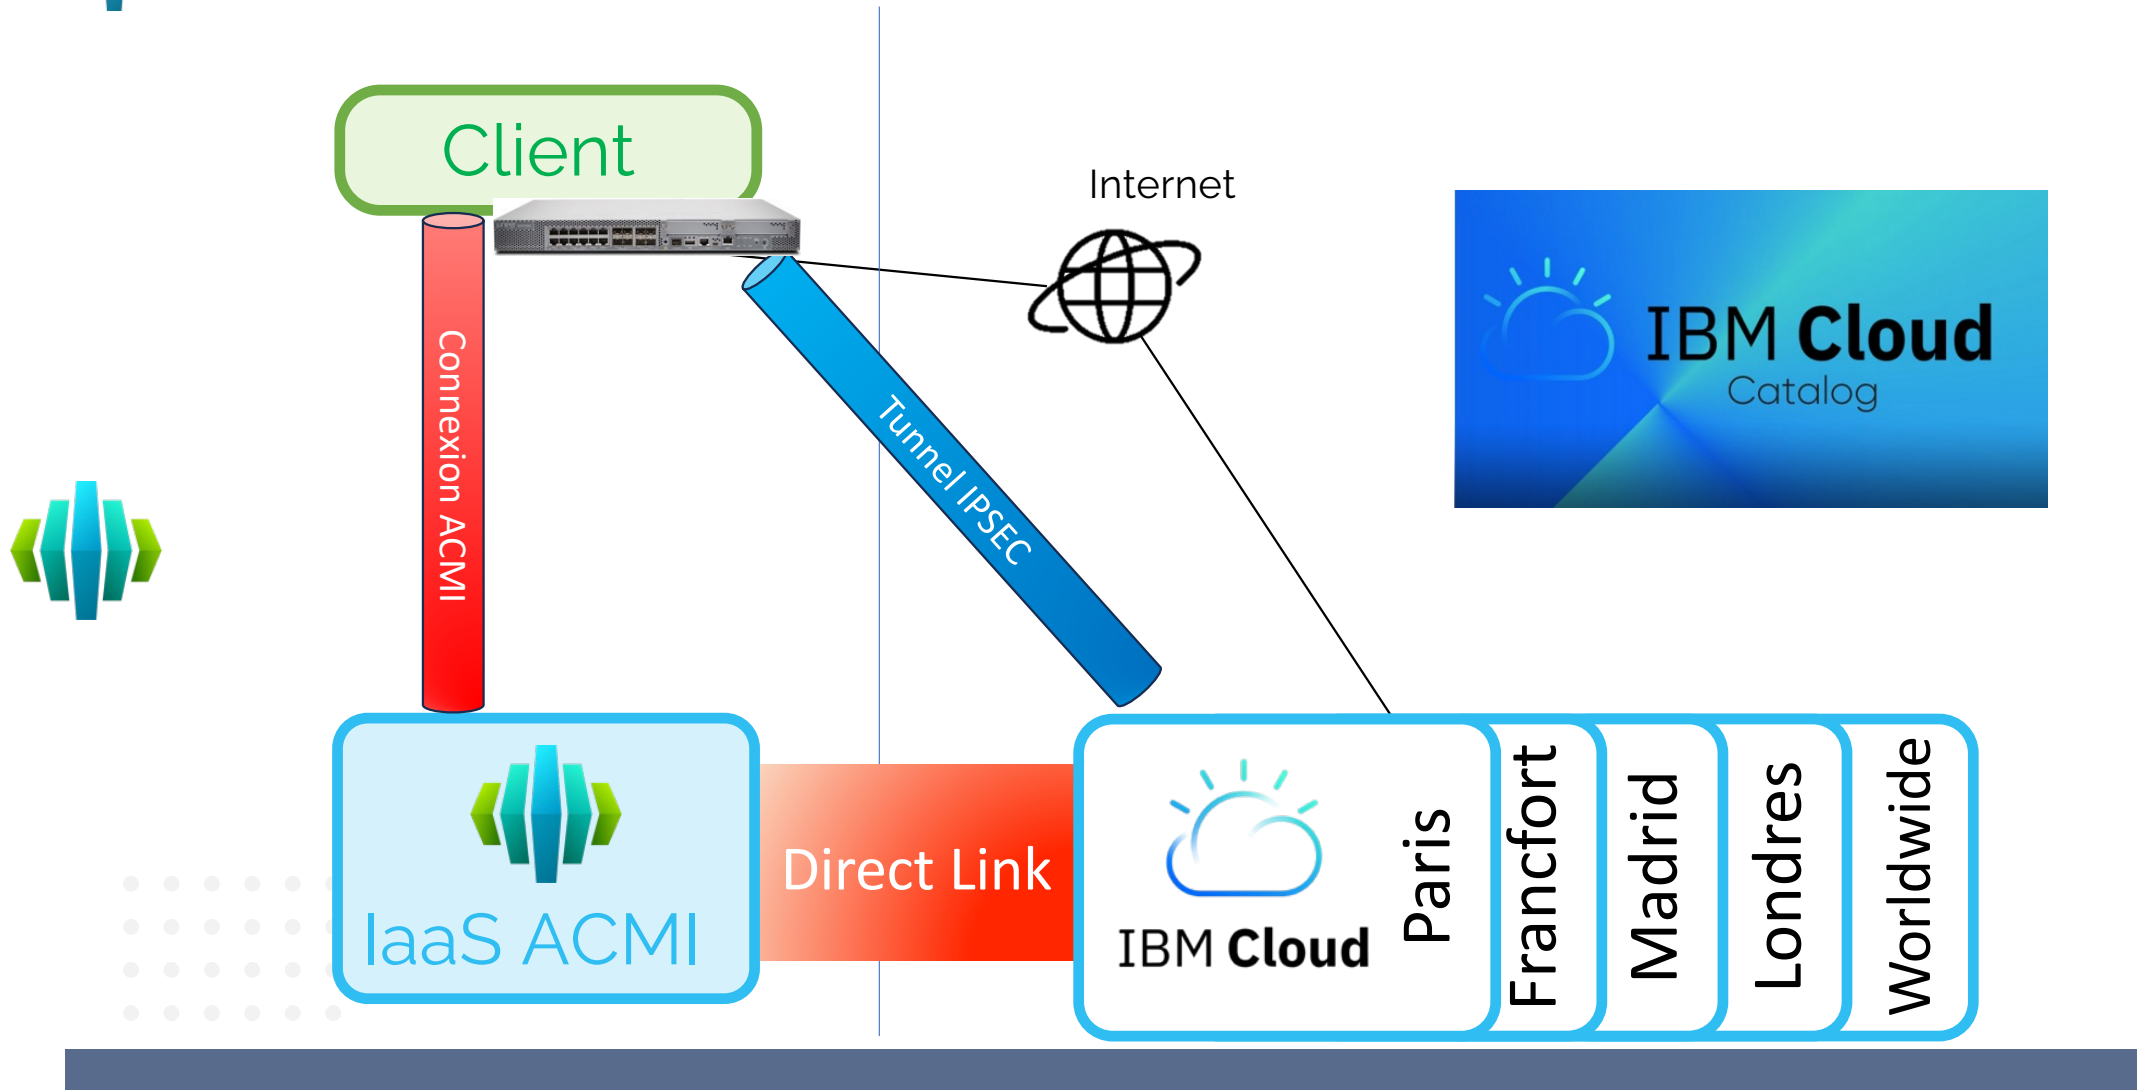 Client
Internet
IBM Cloud
Catalog
Connexion ACMI
Tunnel IPSEC
IaaS ACMI
Direct Link
IBM Cloud
Paris
Francfort
Madrid
Londres
Worldwide